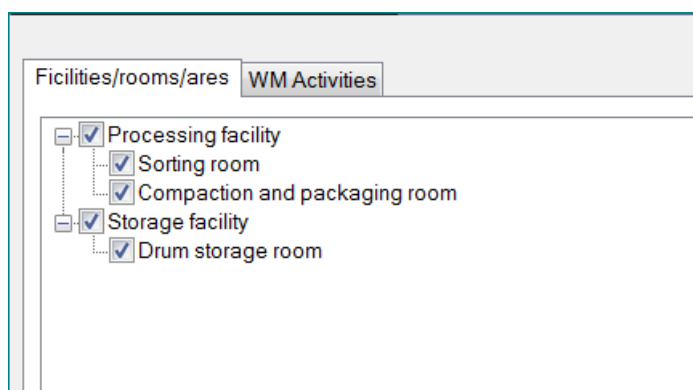 Ficilities/rooms/ares
WM Activities
Processing facility
Sorting room
Compaction and packaging room
Storage facility
Drum storage room